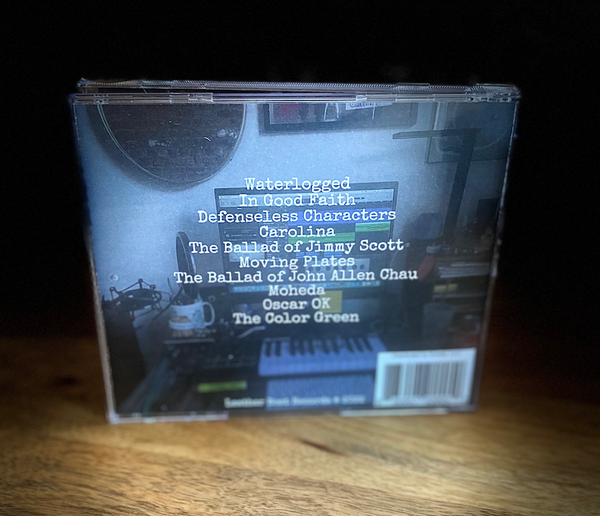 Waterlogged
In Good Faith
Defenseless Characters
Carolina
The Ballad of Jimmy Scott
Moving Plates
The Ballad of John Allen Chau
Moheda
Oscar OK
The Color Green
Records